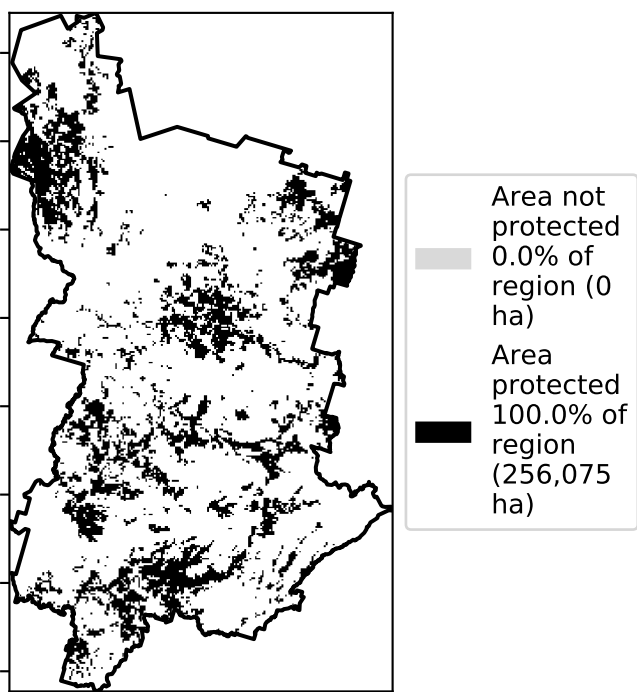 Area not
protected
0.0% of
region (0
ha)
Area
protected
100.0% of
region
(256,075
ha)